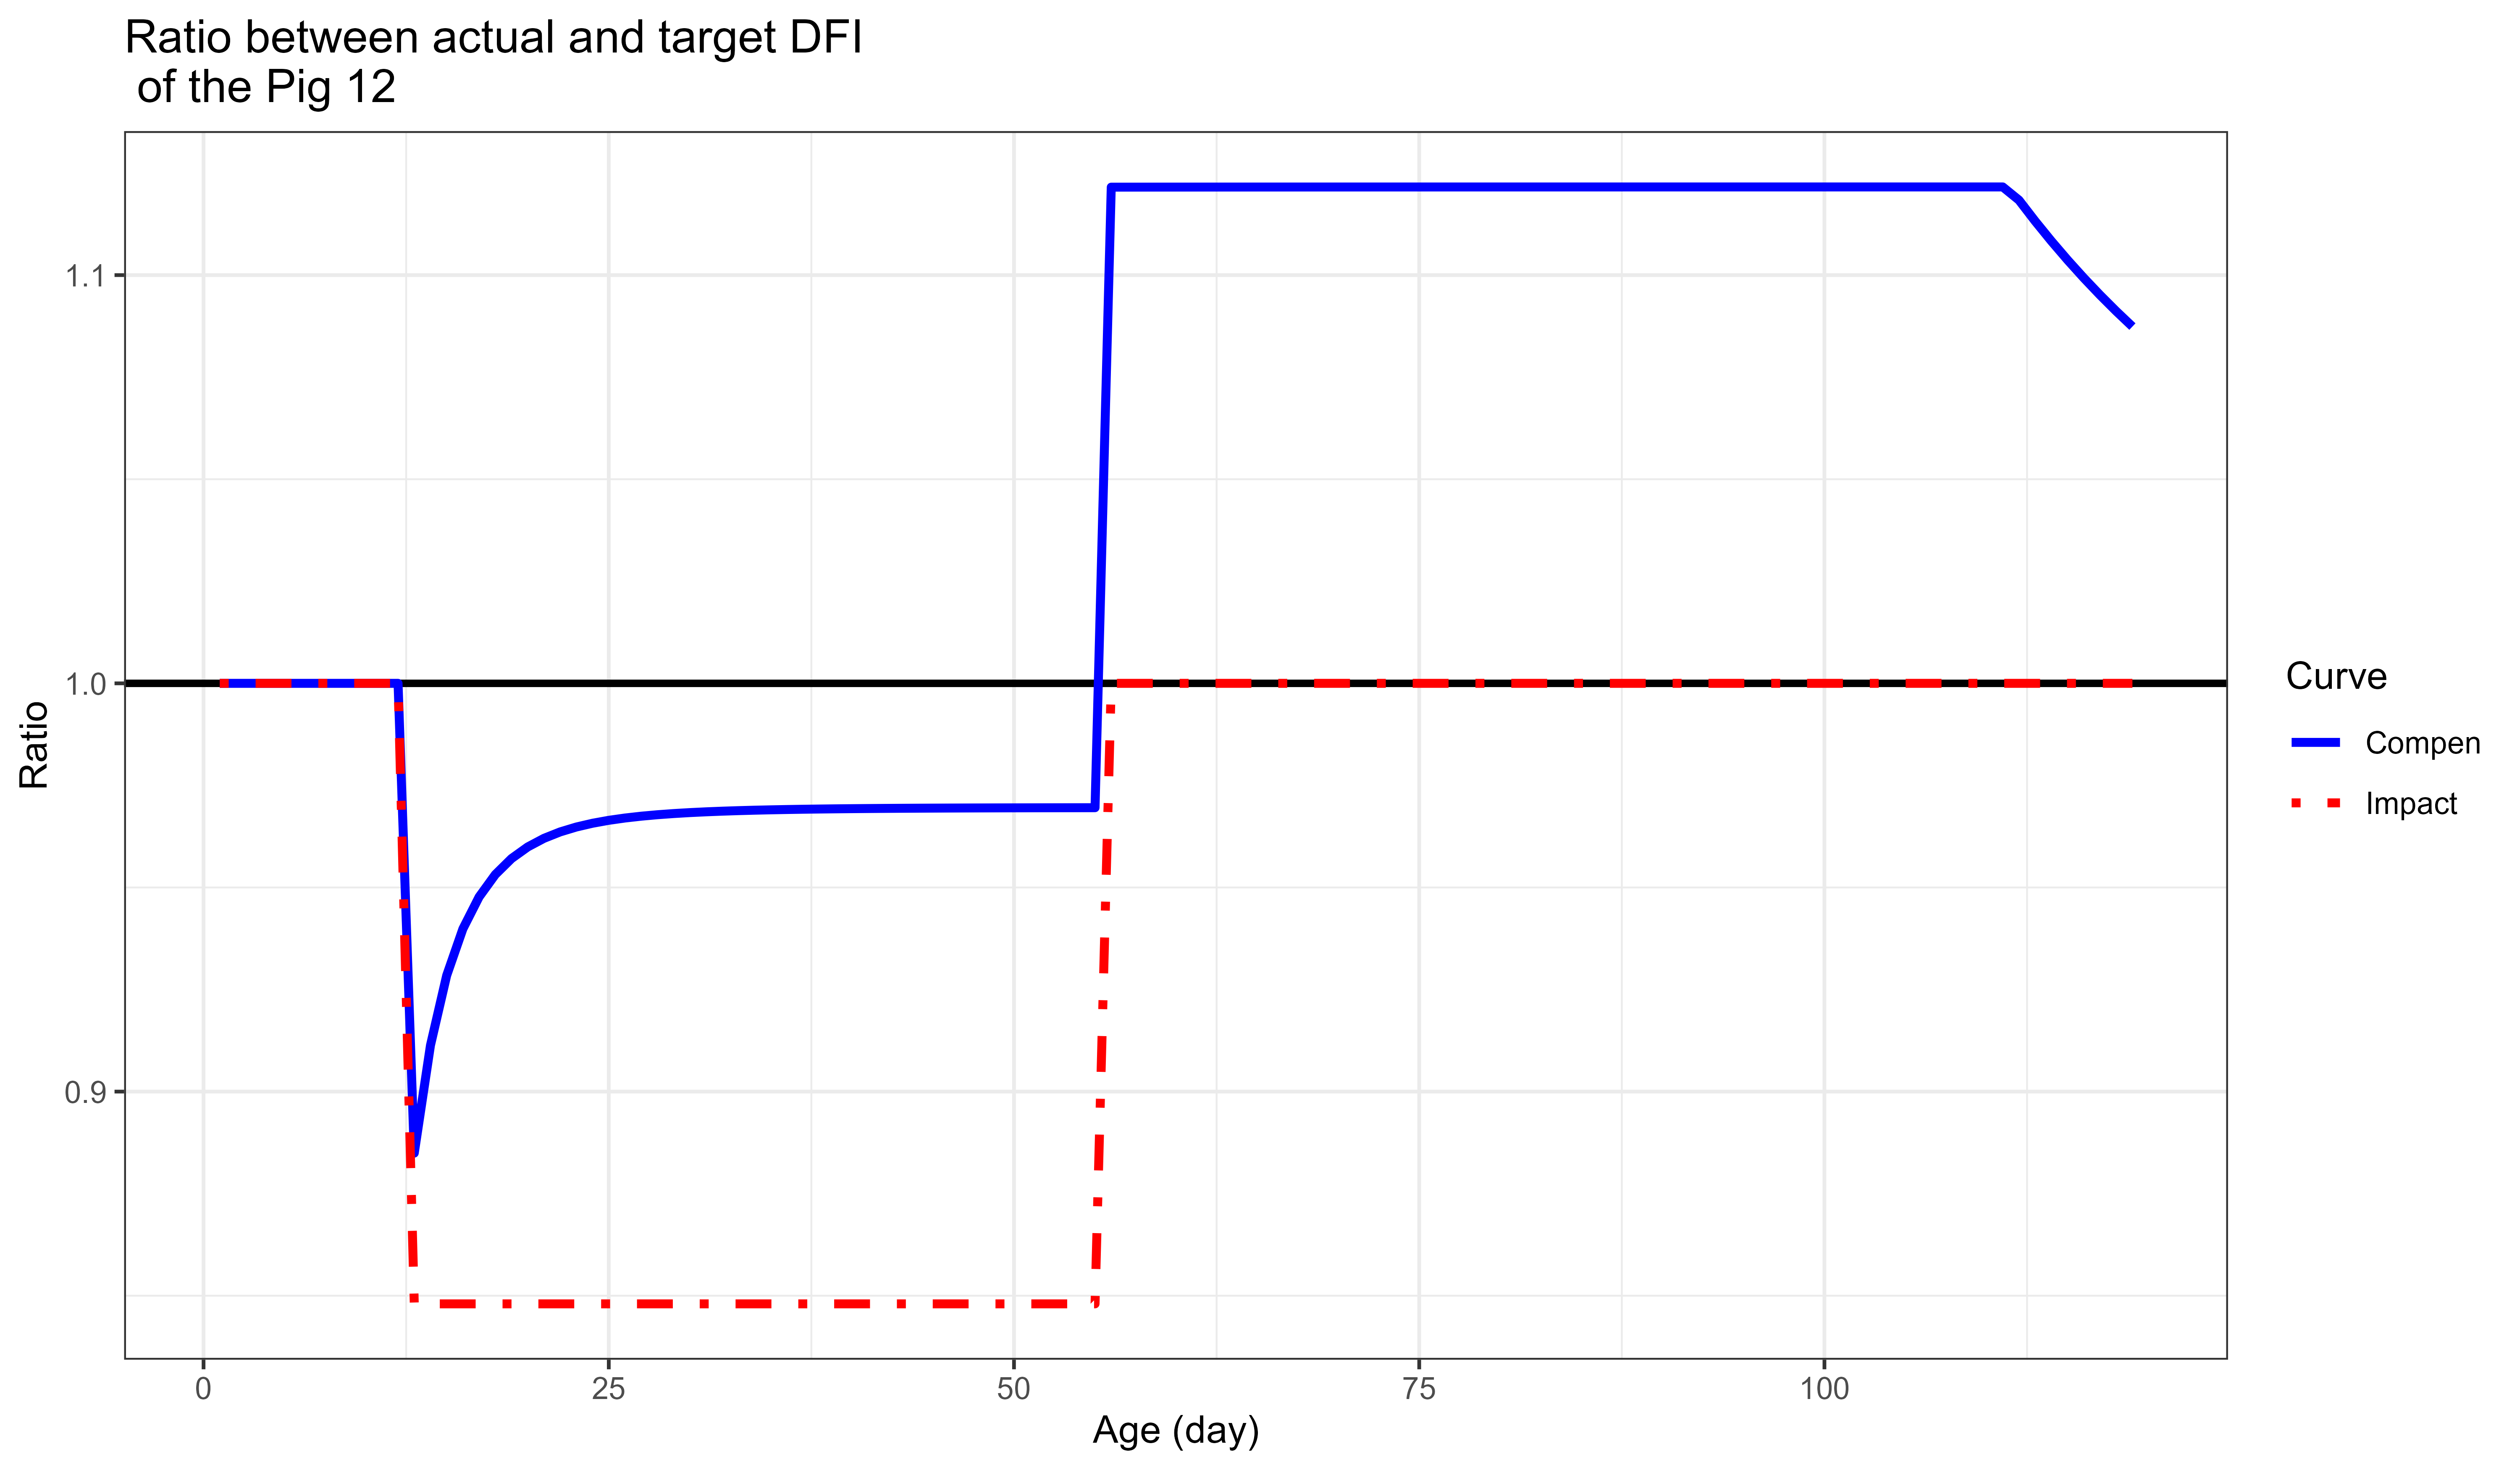 Ratio between actual and target DFI
of the Pig 12
1.1
1.0
0.9
Ratio
0
25
50
75
100
Age (day)
Curve
Compen
Impact